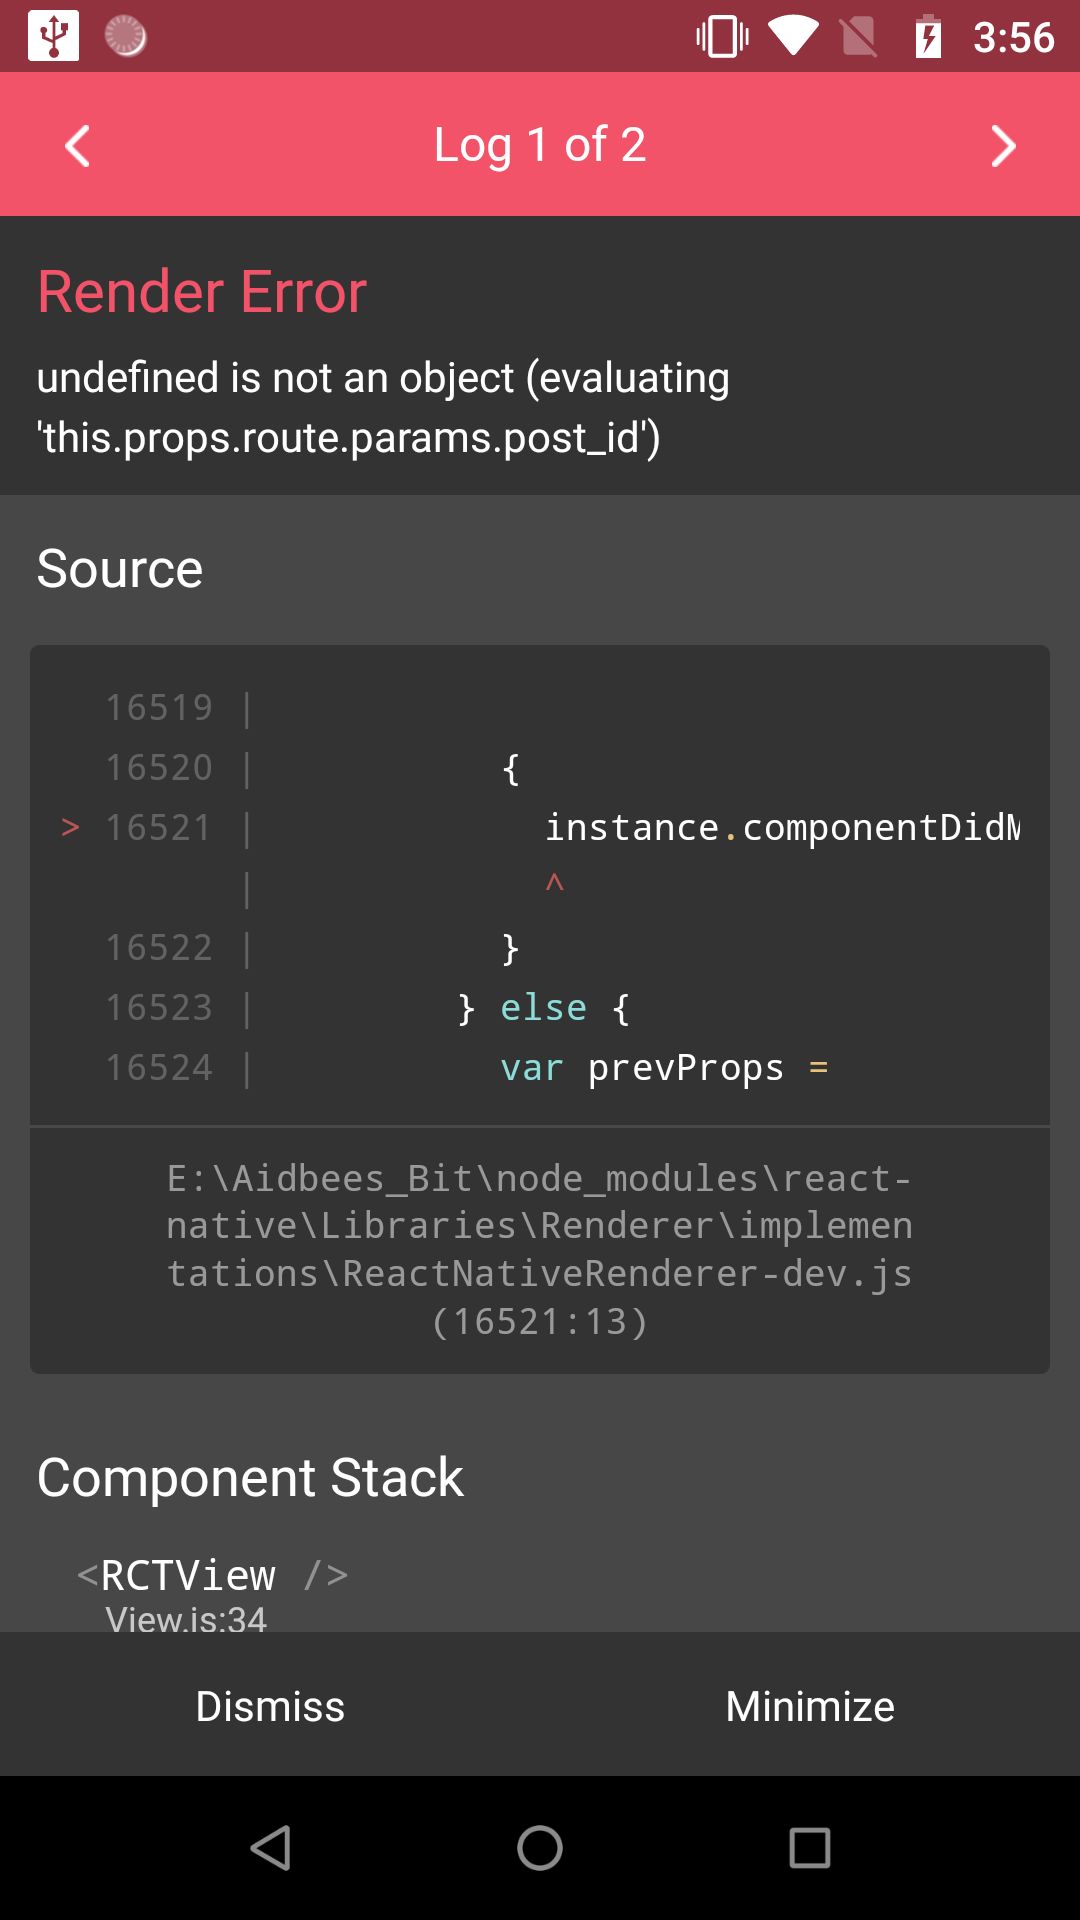 3:56
Log 1 of 2
Render Error
undefined is not an object (evaluating
'this.props.route.params.post_id')
Source
16519 |
16520 | {
> 16521 | instance.componentDidM
| ^
16522 | }
16523 | } else {
16524 | var prevProps =
E:\Aidbees_Bit\node_modules\react-
native\Libraries\Renderer\implemen
tations\ReactNativeRenderer-dev.js
(16521:13)
Component Stack
<RCTView />
View.js:34
Dismiss
Minimize